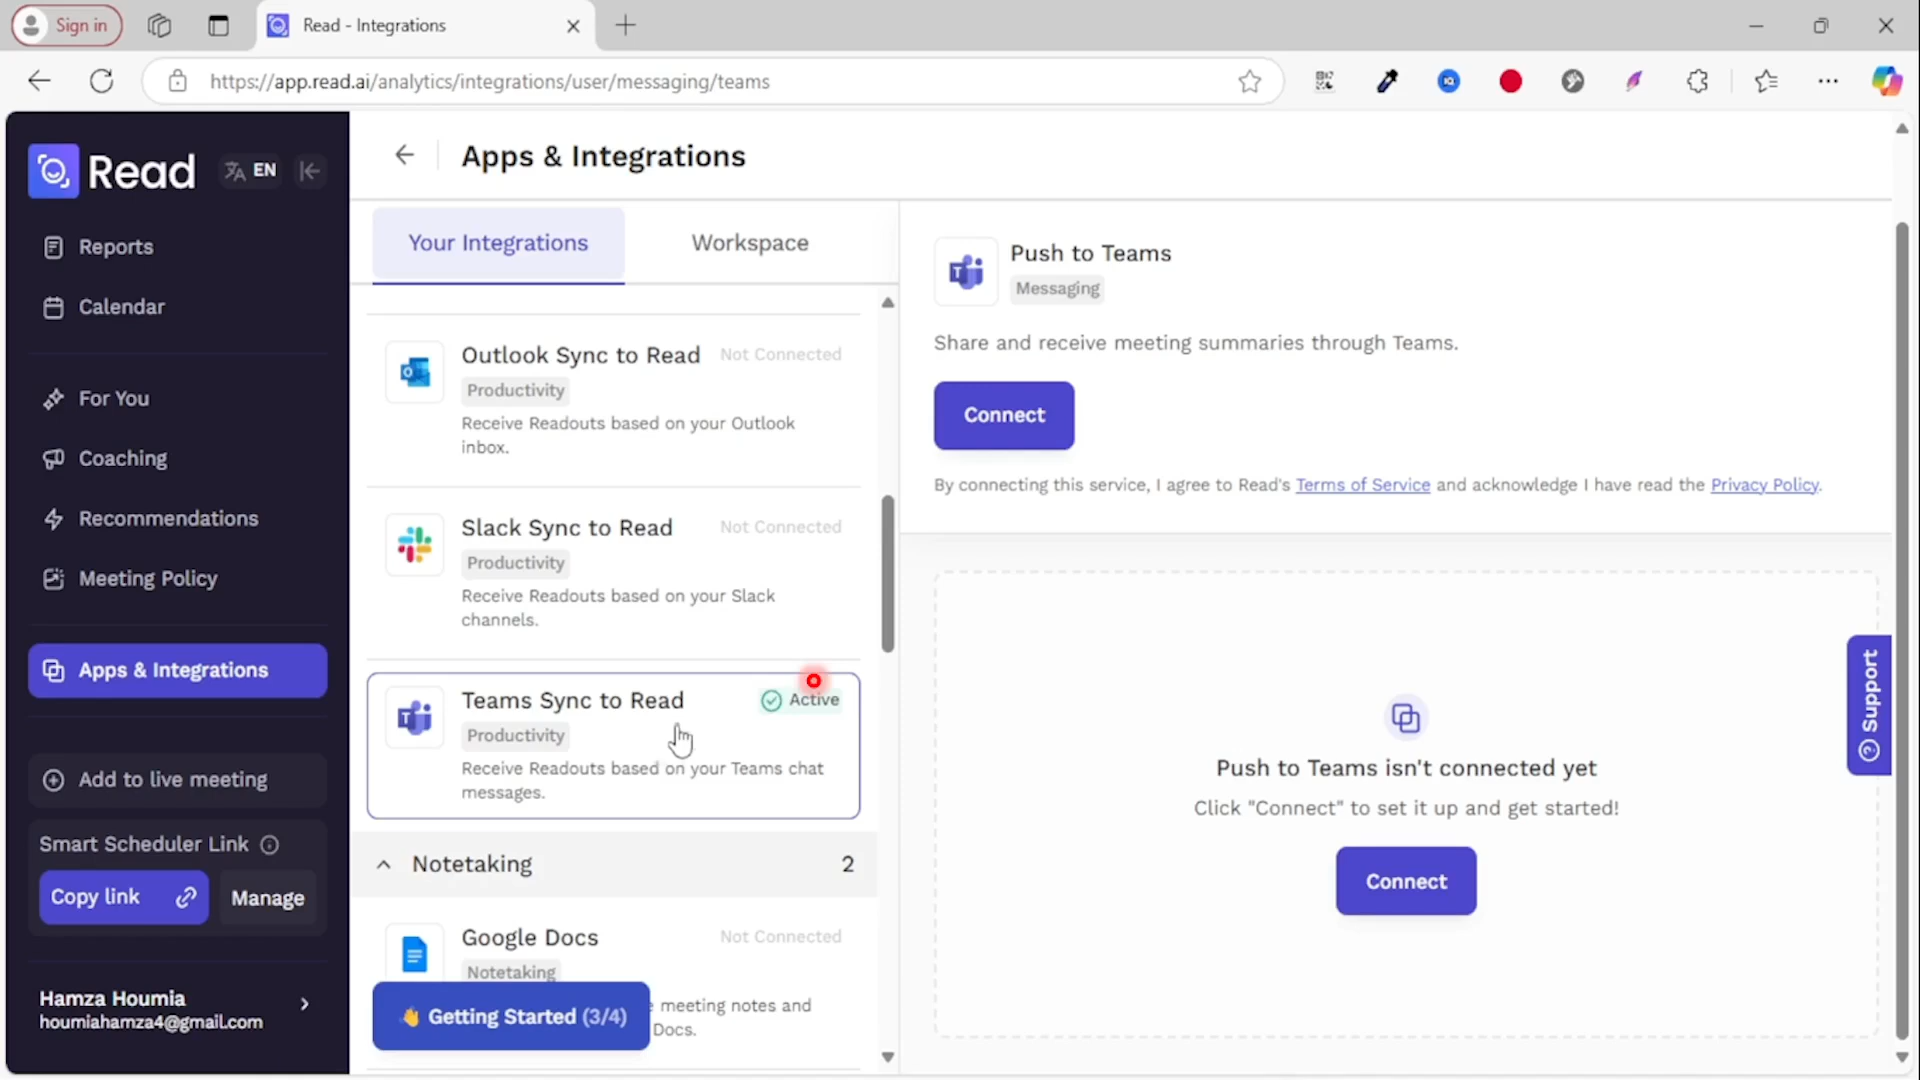 Sign in
Read - Integrations
https://app.read.ai/analytics/integrations/user/messaging/teams
Read
EN
Reports
Calendar
For You
Coaching
Recommendations
Meeting Policy
Apps & Integrations
Add to live meeting
Smart Scheduler Link
Copy link
Manage
Hamza Houmia
houmiahamza4@gmail.com
Apps & Integrations
Your Integrations
Workspace
Outlook Sync to Read
Not Connected
Productivity
Receive Readouts based on your Outlook
inbox.
Slack Sync to Read
Not Connected
Productivity
Receive Readouts based on your Slack
channels.
Teams Sync to Read
Active
Productivity
Receive Readouts based on your Teams chat
messages.
Notetaking
2
Google Docs
Not Connected
Notetaking
meeting notes and
Docs.
👋 Getting Started (3/4)
Push to Teams
Messaging
Share and receive meeting summaries through Teams.
Connect
By connecting this service, I agree to Read's Terms of Service and acknowledge I have read the Privacy Policy.
Push to Teams isn't connected yet
Click "Connect" to set it up and get started!
Connect
Support